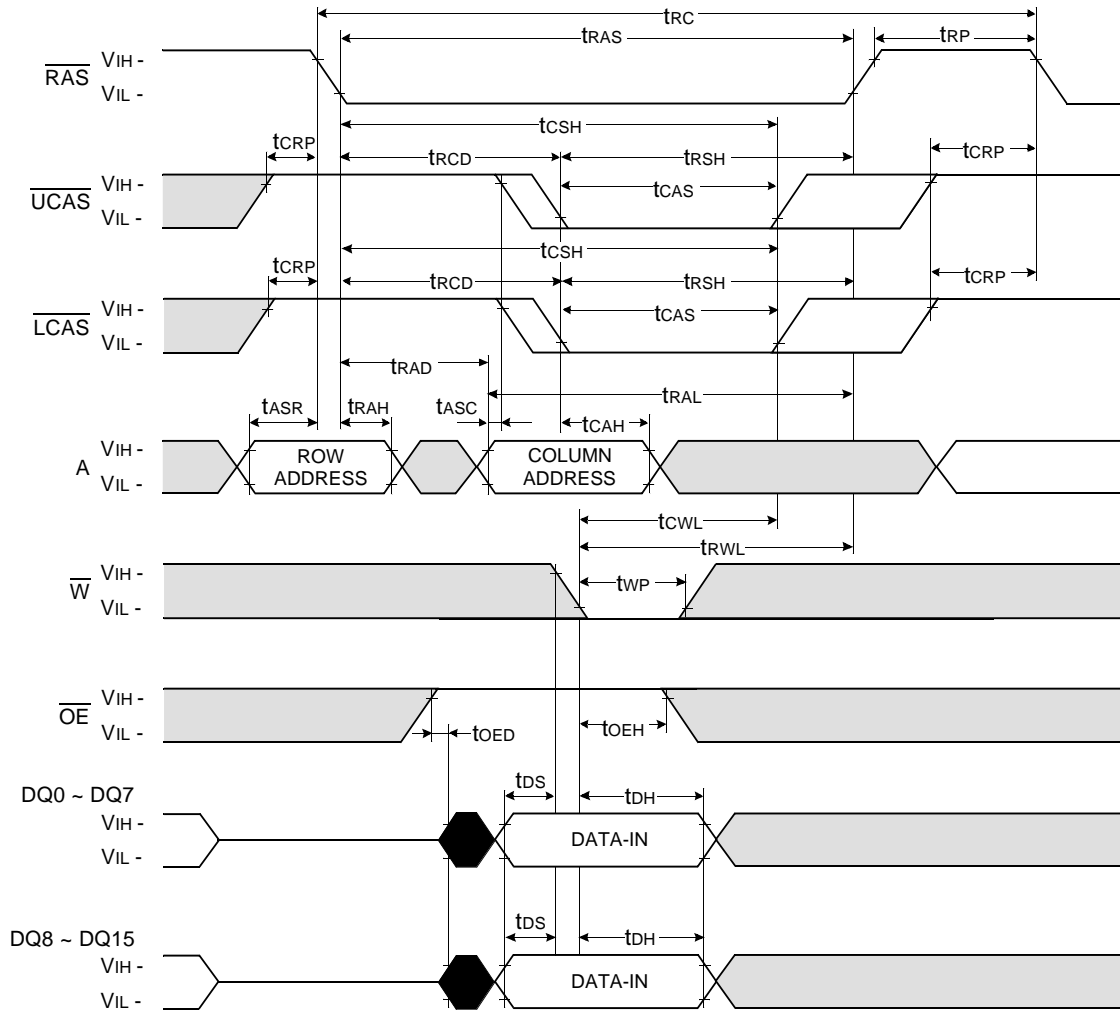 tRC
tRAS tRP
RAS VIH -
VIL -
tCSH
tCRP tRCD tRSH tCRP
UCAS VIH -
tCAS
VIL -
tCSH
tCRP tRCD tRSH tCRP
LCAS VIH -
tCAS
VIL -
tRAD
tRAL
tASR tRAH tASC tCAH
A VIH -
VIL -
ROW
ADDRESS
COLUMN
ADDRESS
tCWL
tRWL
W VIH -
tWP
VIL -
OE VIH -
VIL -
tOED tOEH
DQ0 ~ DQ7
tDS tDH
VIH -
DATA-IN
VIL -
DQ8 ~ DQ15
tDS tDH
VIH -
DATA-IN
VIL -